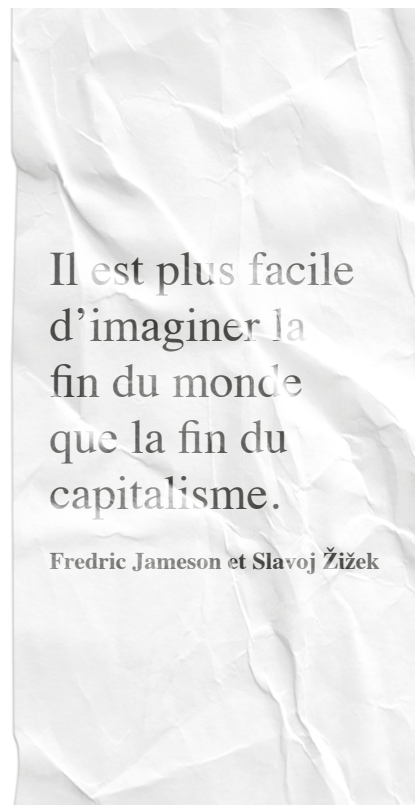 Il est plus facile
d’imaginer la
fin du monde
que la fin du
capitalisme.
Fredric Jameson et Slavoj Žižek